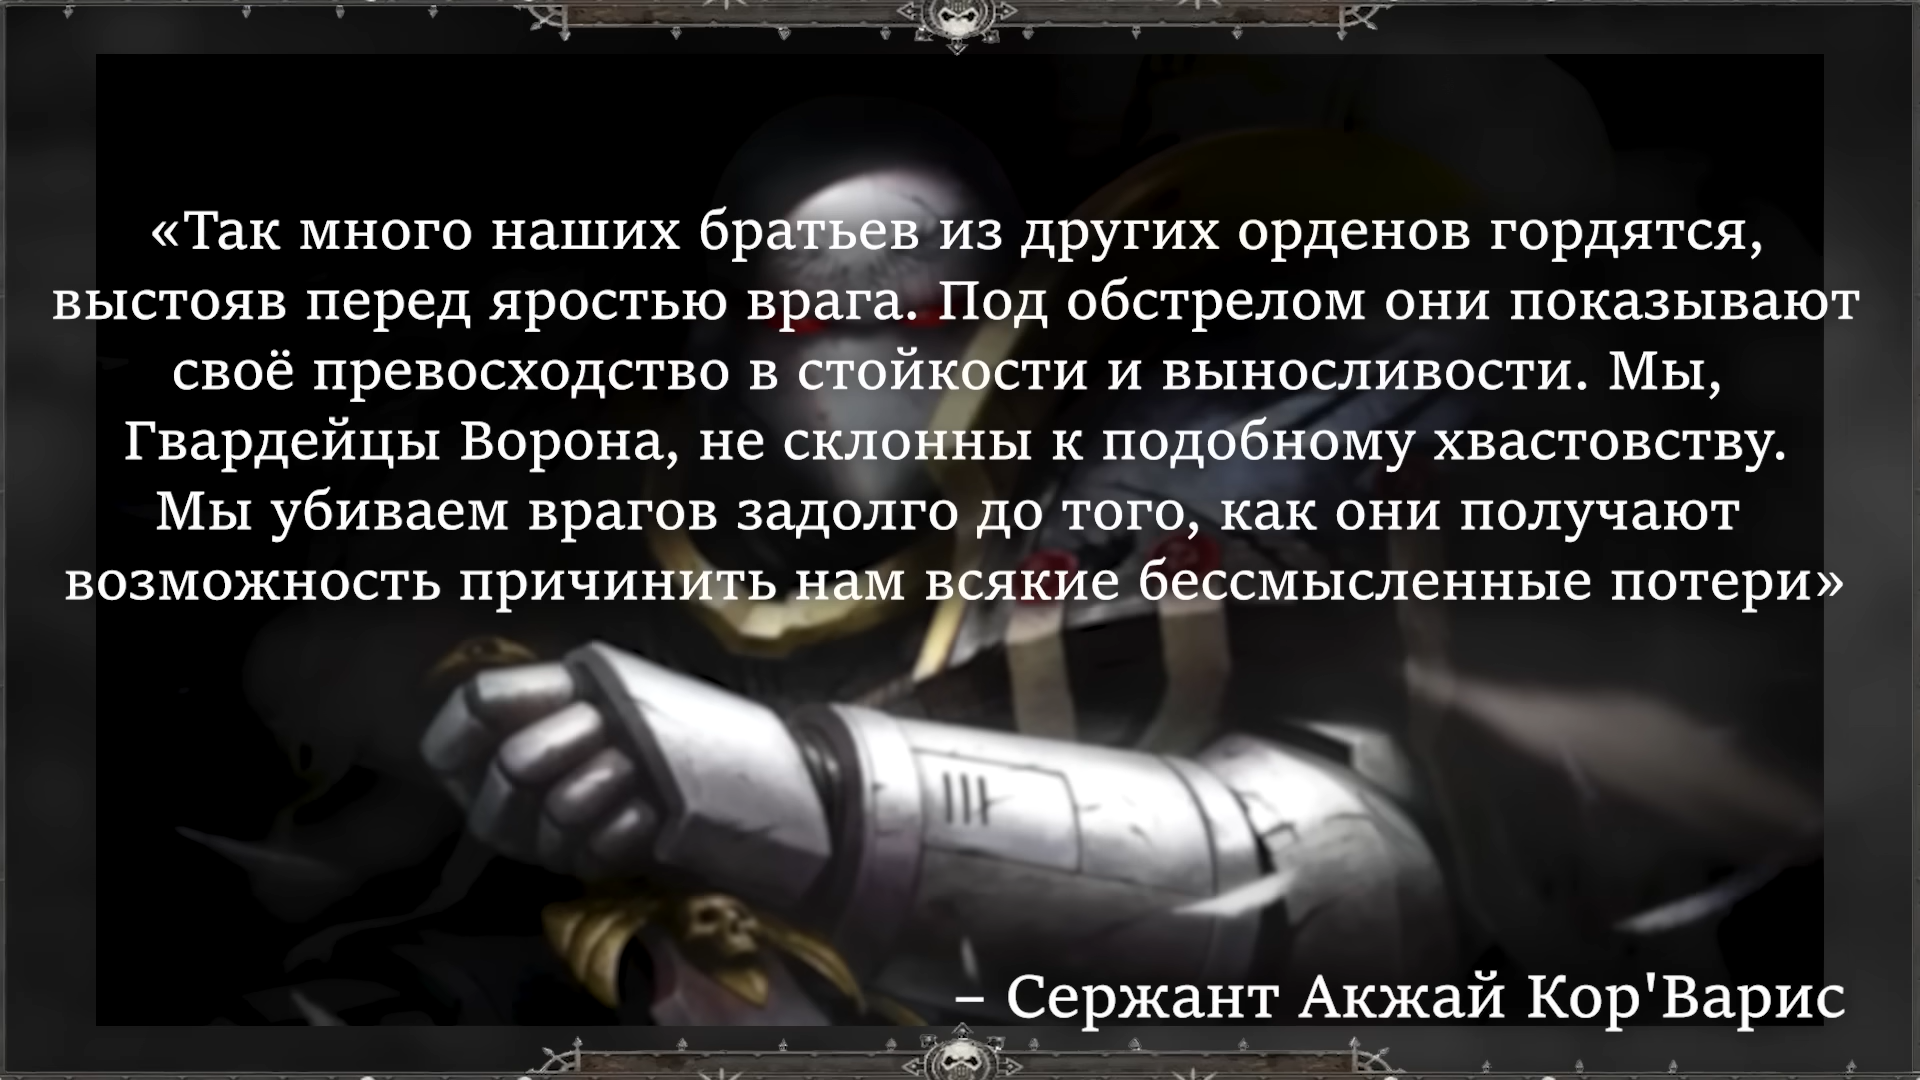 «Так много наших братьев из других орденов гордятся,
выстояв перед яростью врага. Под обстрелом они показывают
своё превосходство в стойкости и выносливости. Мы,
Гвардейцы Ворона, не склонны к подобному хвастовству.
Мы убиваем врагов задолго до того, как они получают
возможность причинить нам всякие бессмысленные потери»
– Сержант Акжай Кор'Варис